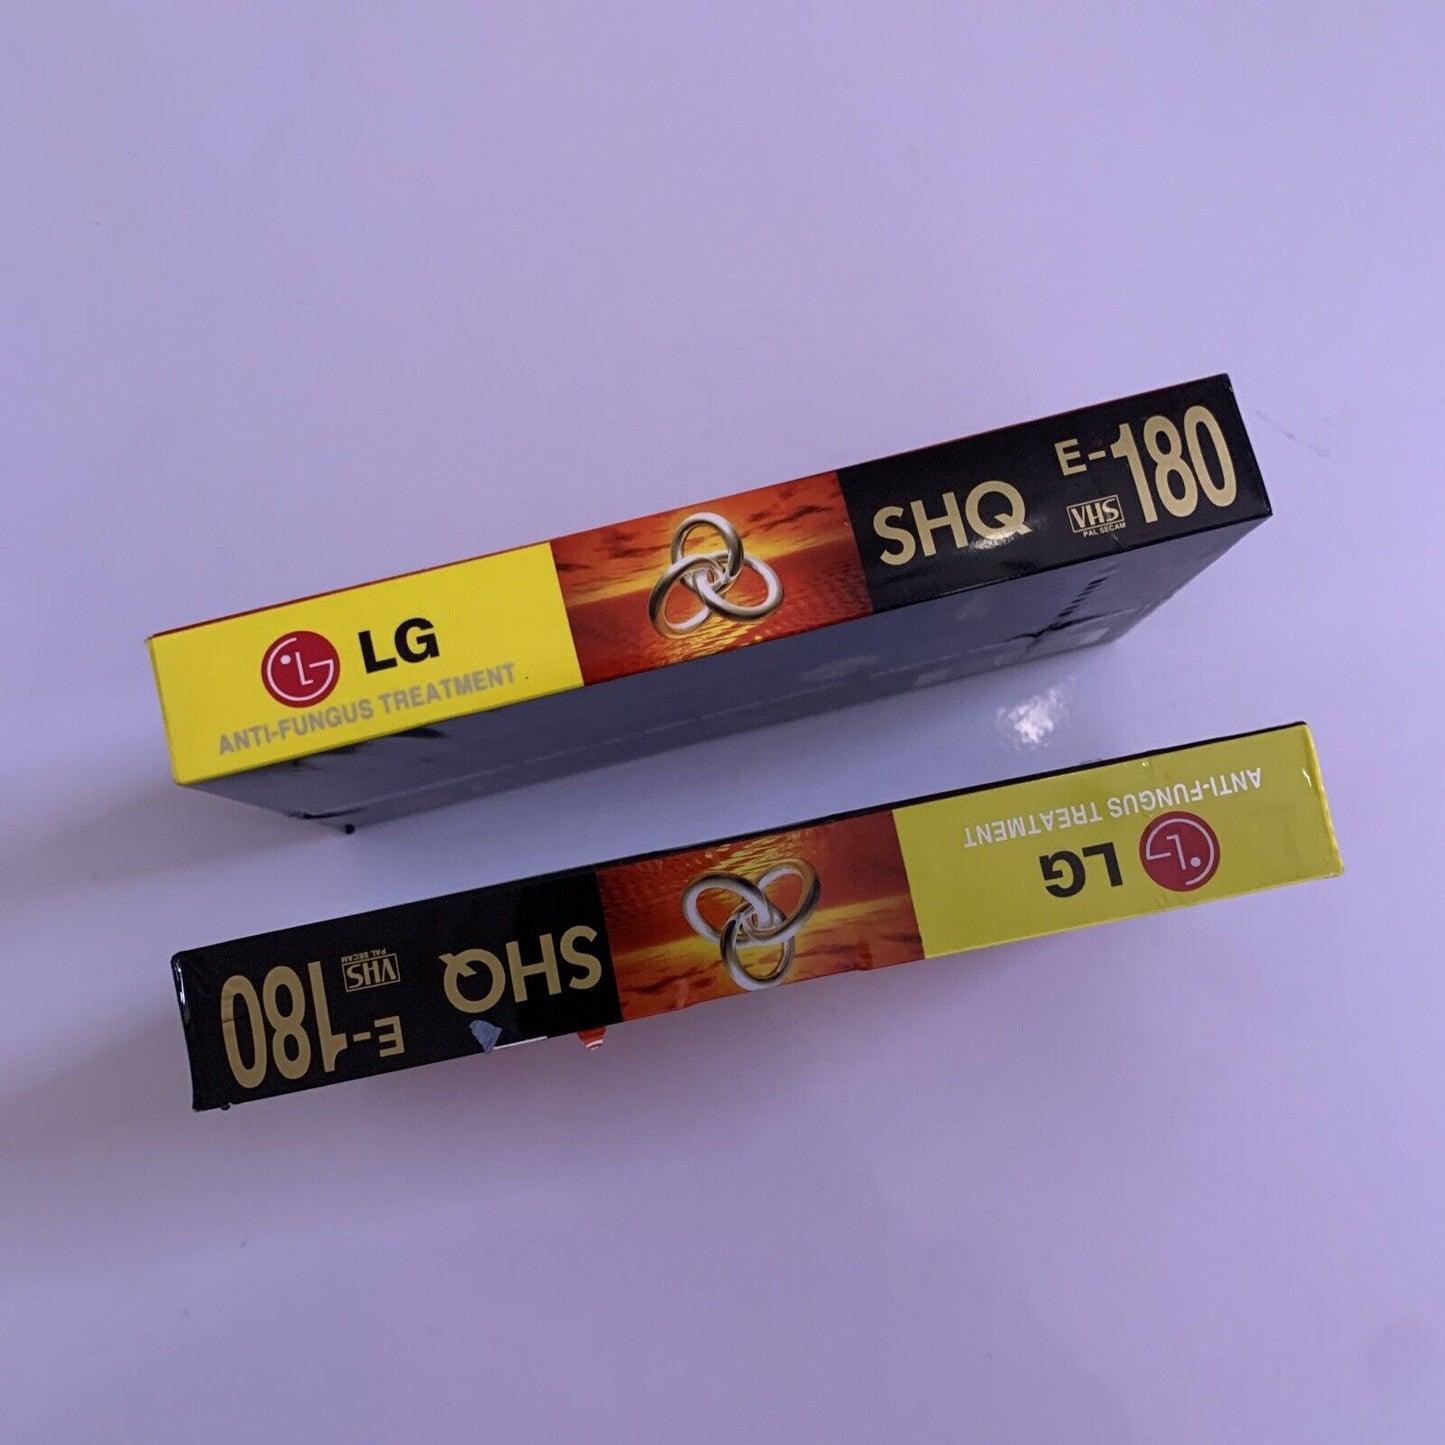 LG
ANTI-FUNGUS TREATMENT
SHQ
E-180
VHS
PAL SECAM
LG
ANTI-FUNGUS TREATMENT
SHQ
E-180
VHS
PAL SECAM